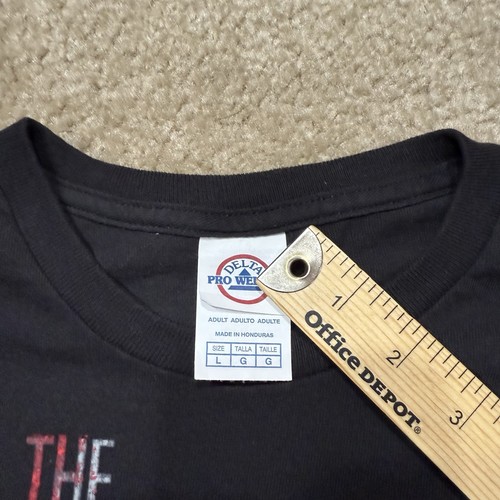 DELTA
PRO WE
ADULT ADULTO ADULTE
MADE IN HONDURAS
SIZE TALLA TAILLE
L G G
1
2
3
Office DEPOT®
THE